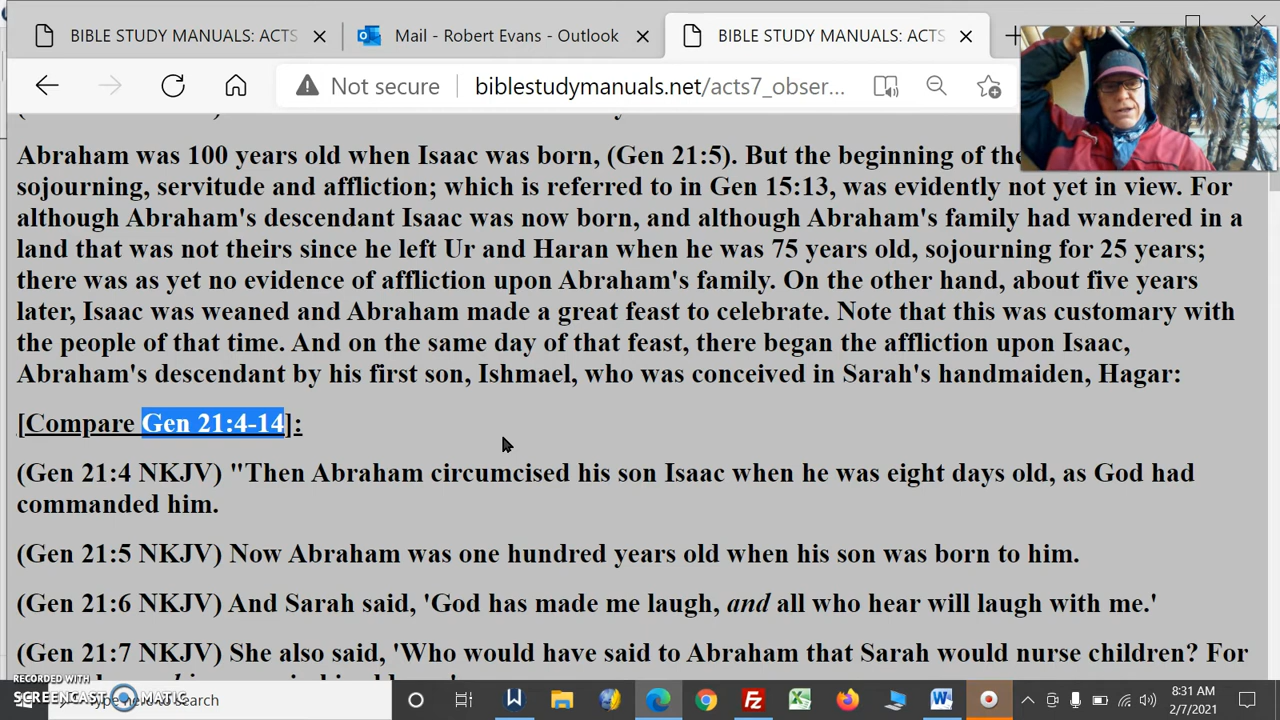 BIBLE STUDY MANUALS: ACTS
Mail - Robert Evans - Outlook
BIBLE STUDY MANUALS: ACTS
Not secure
biblestudymanuals.net/acts7_obser...
Abraham was 100 years old when Isaac was born, (Gen 21:5). But the beginning of the
sojourning, servitude and affliction; which is referred to in Gen 15:13, was evidently not yet in view. For
although Abraham's descendant Isaac was now born, and although Abraham's family had wandered in a
land that was not theirs since he left Ur and Haran when he was 75 years old, sojourning for 25 years;
there was as yet no evidence of affliction upon Abraham's family. On the other hand, about five years
later, Isaac was weaned and Abraham made a great feast to celebrate. Note that this was customary with
the people of that time. And on the same day of that feast, there began the affliction upon Isaac,
Abraham's descendant by his first son, Ishmael, who was conceived in Sarah's handmaiden, Hagar:
[Compare Gen 21:4-14]:
(Gen 21:4 NKJV) "Then Abraham circumcised his son Isaac when he was eight days old, as God had
commanded him.
(Gen 21:5 NKJV) Now Abraham was one hundred years old when his son was born to him.
(Gen 21:6 NKJV) And Sarah said, 'God has made me laugh, and all who hear will laugh with me.'
(Gen 21:7 NKJV) She also said, 'Who would have said to Abraham that Sarah would nurse children? For
RECORDED WITH
SCREENCAST MATIC
Type here to search
8:31 AM
2/7/2021